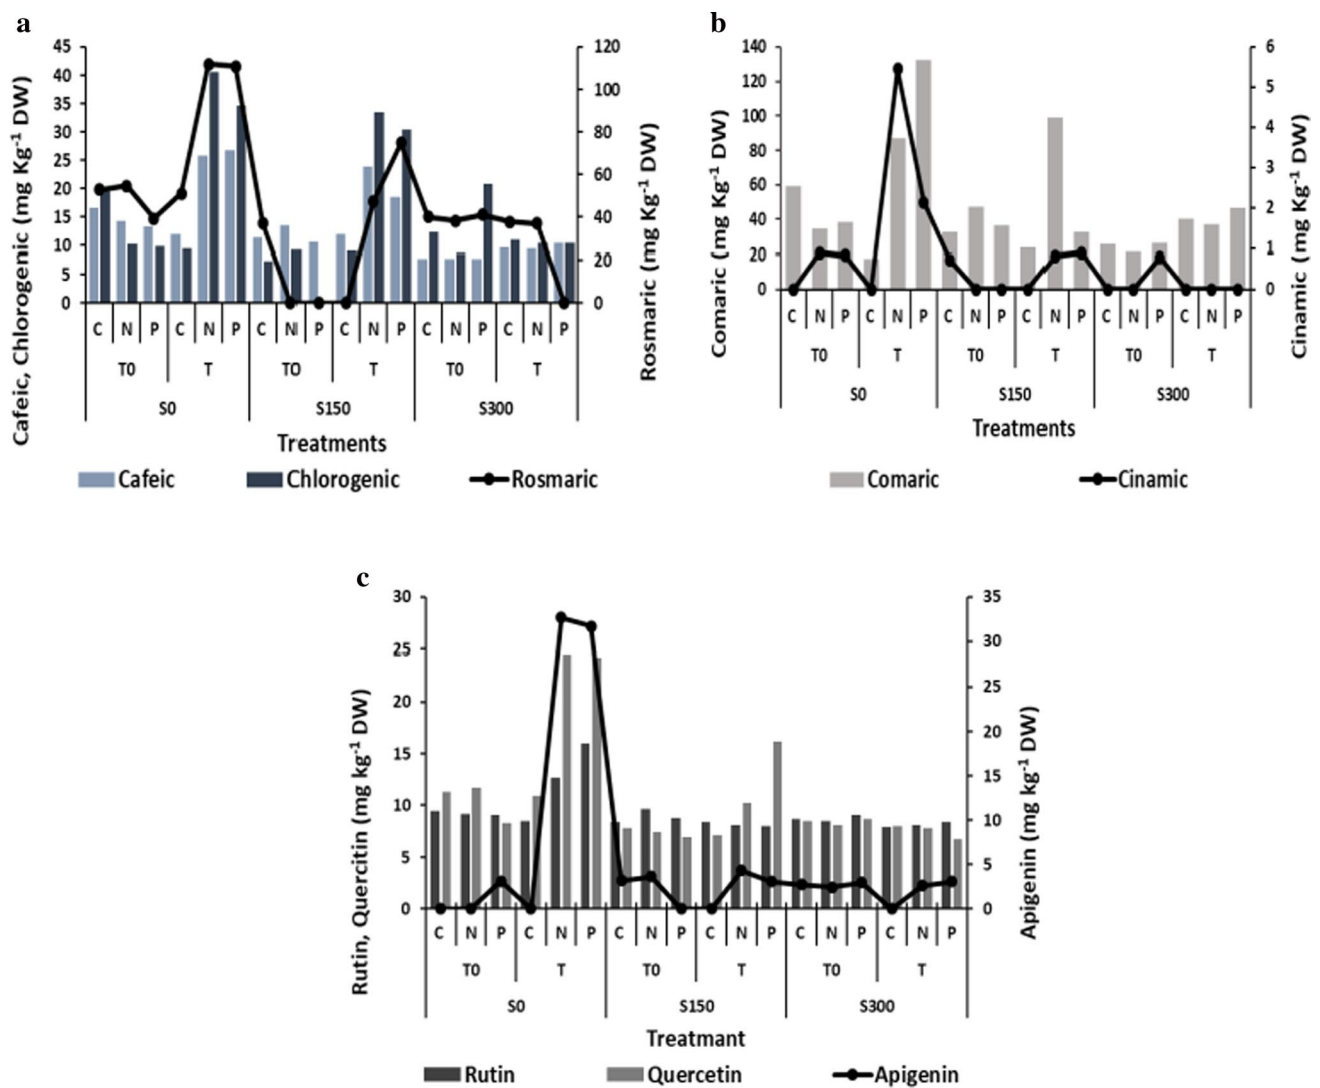 a
Cafeic, Chlorogenic (mg Kg-1 DW)
45
40
35
30
25
20
15
10
5
0
120
100
80
60
40
20
0
Rosmaric (mg Kg-1 DW)
C N P C N P C N P C N P C N P C N P
T0 T TO T T0 T
S0 S150 S300
Treatments
Cafeic Chlorogenic Rosmaric
b
Comaric (mg Kg-1 DW)
140
120
100
80
60
40
20
0
6
5
4
3
2
1
0
Cinamic (mg Kg-1 DW)
C N P C N P C N P C N P C N P C N P
T0 T T0 T T0 T
S0 S150 S300
Treatments
Comaric Cinamic
c
Rutin, Quercitin (mg kg-1 DW)
30
25
20
15
10
5
0
35
30
25
20
15
10
5
0
Apigenin (mg kg-1 DW)
C N P C N P C N P C N P C N P C N P
T0 T T0 T T0 T
S0 S150 S300
Treatmant
Rutin Quercetin Apigenin